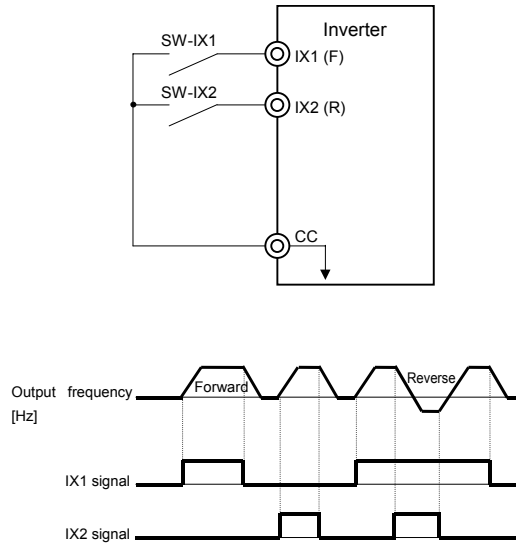 Inverter
SW-IX1
IX1 (F)
SW-IX2
IX2 (R)
CC
Output frequency
[Hz]
Forward
Reverse
IX1 signal
IX2 signal